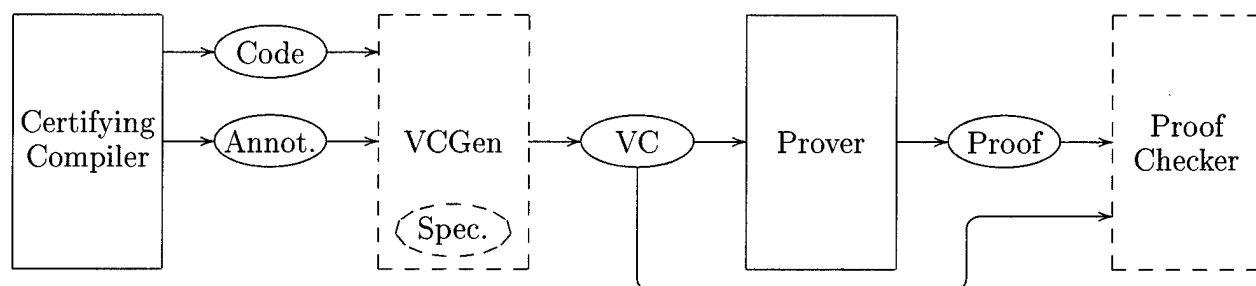 Code
Certifying
Compiler
Annot.
VCGen
Spec.
VC
Prover
Proof
Proof
Checker